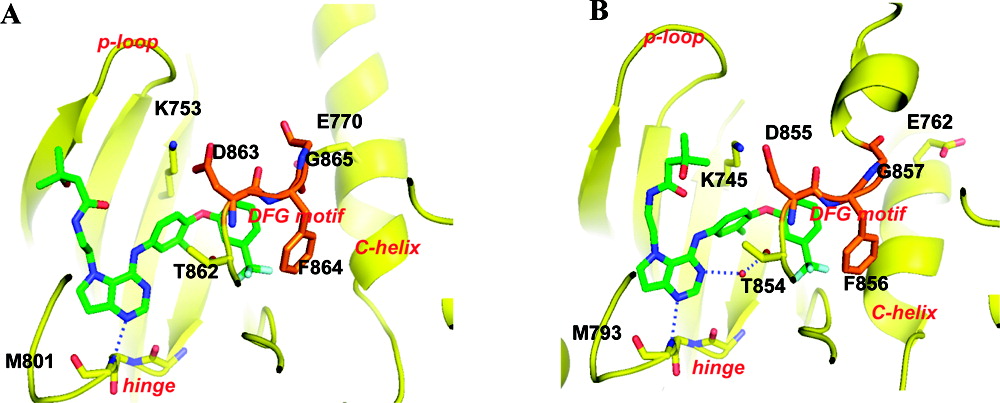 A
p-loop
K753
E770
D863
G865
DFG motif
C-helix
T862
F864
M801
hinge
B
p-loop
E762
D855
K745
G857
DFG motif
T854
F856
C-helix
M793
hinge